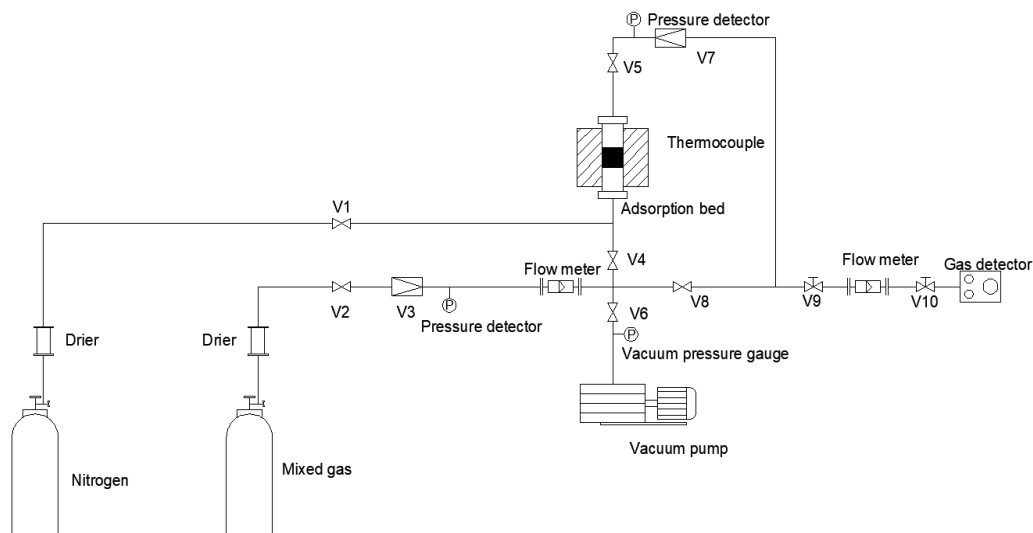 P
Pressure detector
V5
V7
Thermocouple
Adsorption bed
V1
V4
Flow meter
Flow meter
Gas detector
V2
V3
P
Pressure detector
V6
V8
V9
V10
Drier
Drier
P
Vacuum pressure gauge
Vacuum pump
Nitrogen
Mixed gas